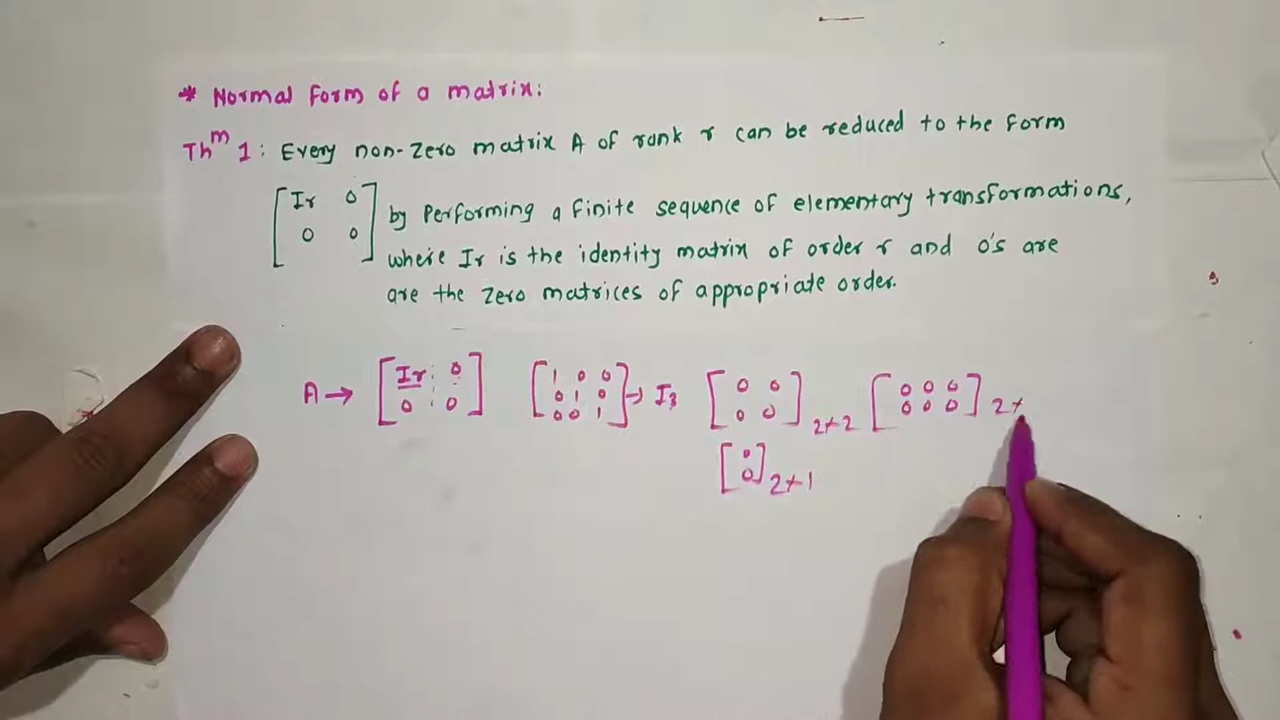 * Normal Form of a matrix:
Thm 1: Every non-zero matrix A of rank r can be reduced to the form
[Ir 0
0 0] by Performing a finite sequence of elementary transformations,
where Ir is the identity matrix of order r and 0's are
are the zero matrices of appropriate order.
A → [Ir 0
0 0] [1 0 0
0 1 0
0 0 1] → I3 [0 0
0 0] 2×2 [0 0 0
0 0 0] 2×
[0
0] 2×1